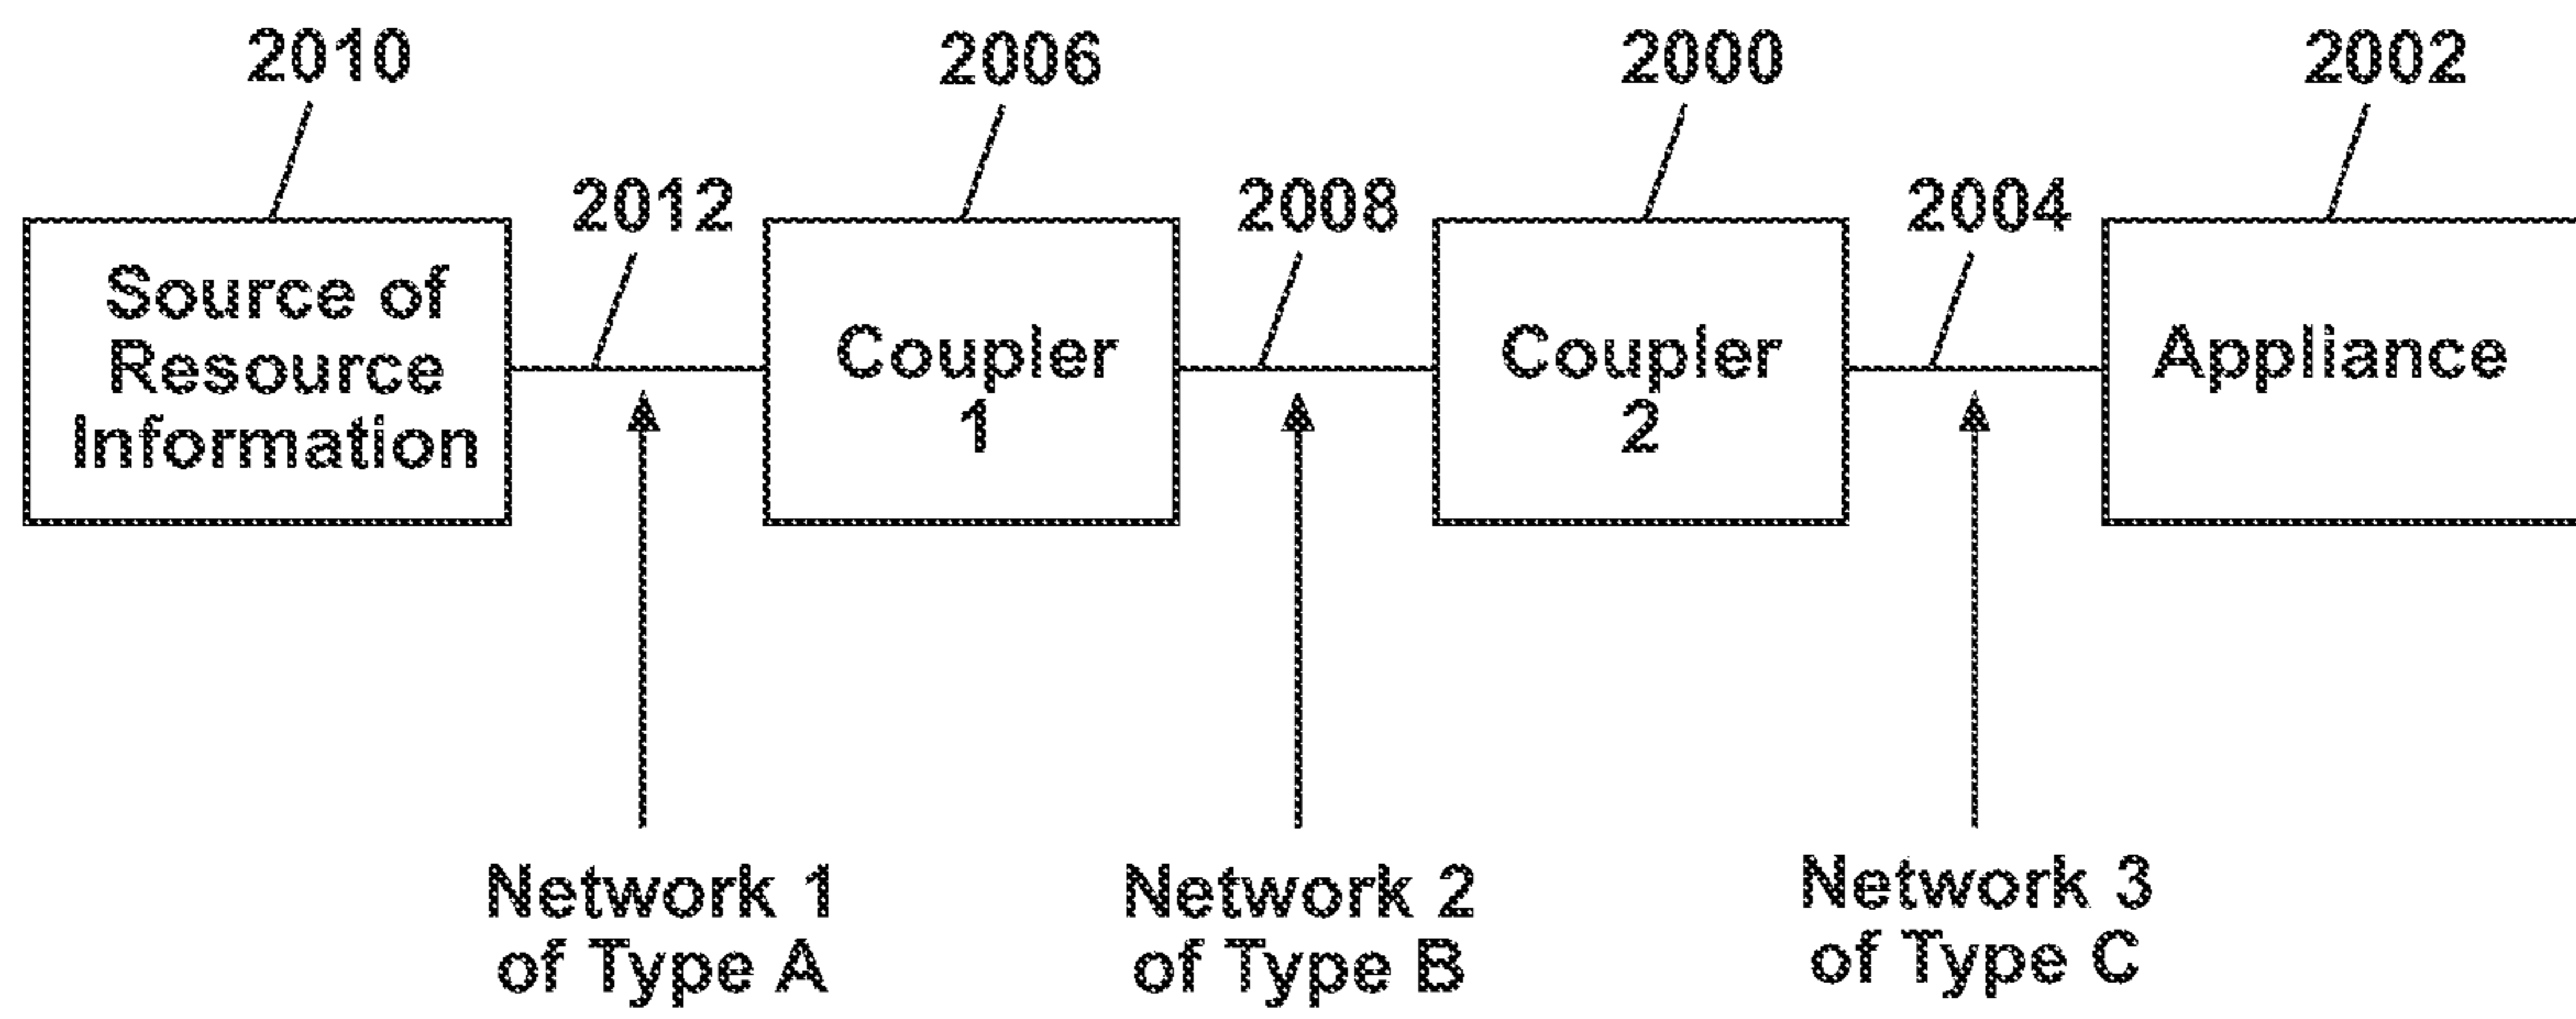 2010
2006
2000
2002
2012
2008
2004
Source of
Resource
Information
Coupler
1
Coupler
2
Appliance
Network 1
of Type A
Network 2
of Type B
Network 3
of Type C